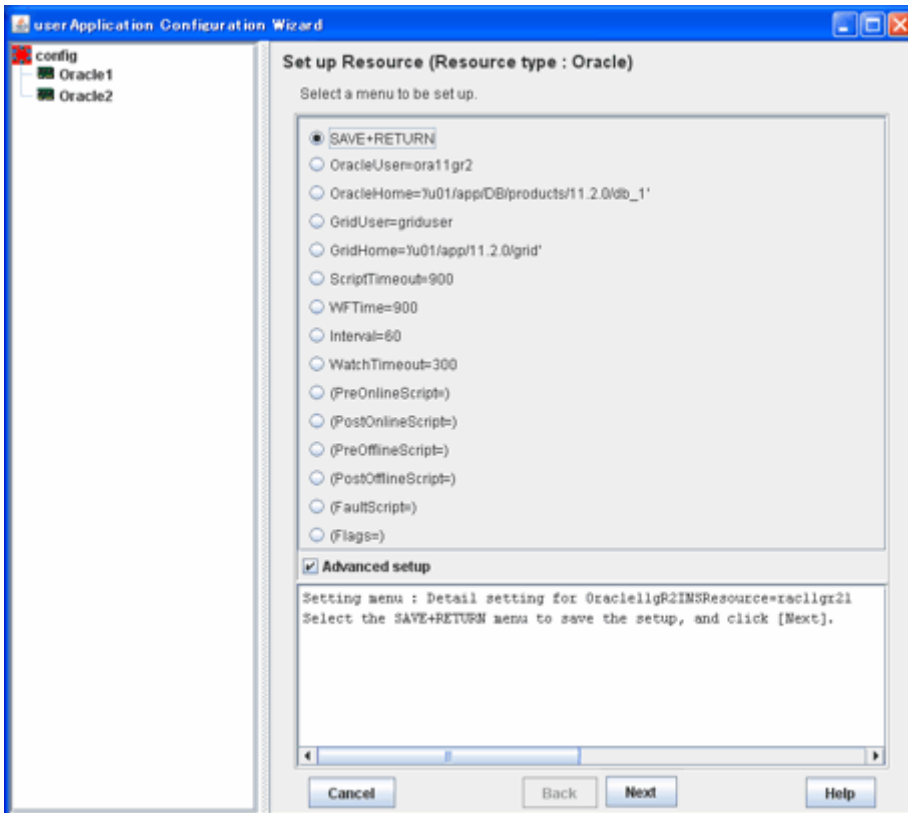 user Application Configuration Wizard
config
Oracle1
Oracle2
Set up Resource (Resource type : Oracle)
Select a menu to be set up.
SAVE+RETURN
OracleUser=ora11gr2
OracleHome='/u01/app/DB/products/11.2.0/db_1'
GridUser=griduser
GridHome='/u01/app/11.2.0/grid'
ScriptTimeout=900
WFTime=900
Interval=60
WatchTimeout=300
(PreOnlineScript=)
(PostOnlineScript=)
(PreOfflineScript=)
(PostOfflineScript=)
(FaultScript=)
(Flags=)
Advanced setup
Setting menu : Detail setting for Oracle11gR2INSResource=rac11gr21
Select the SAVE+RETURN menu to save the setup, and click [Next].
Cancel
Back
Next
Help